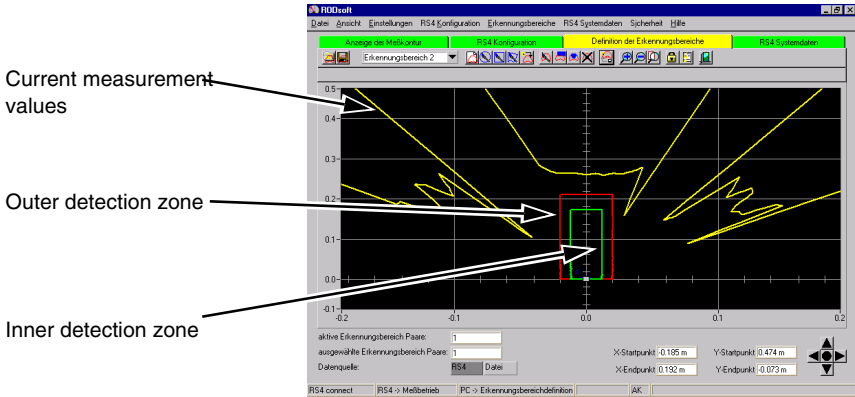 RODsoft
Datei Ansicht Einstellungen RS4 Konfiguration Erkennungsbereiche RS4 Systemdaten Sicherheit Hilfe
Anzeige der Meßkontur RS4 Konfiguration Definition der Erkennungsbereiche RS4 Systemdaten
Erkennungsbereich 2
Current measurement
values
Outer detection zone
Inner detection zone
0.5
0.4
0.3
0.2
0.1
0.0
-0.1
-0.2 -0.1 0.0 0.1 0.2
aktive Erkennungsbereich Paare: 1
ausgewählte Erkennungsbereich Paare: 1
Datenquelle: RS4 Datei
X-Startpunkt -0.185 m Y-Startpunkt 0.474 m
X-Endpunkt 0.192 m Y-Endpunkt -0.073 m
RS4 connect RS4 -> Meßbetrieb PC -> Erkennungsbereichdefinition AK